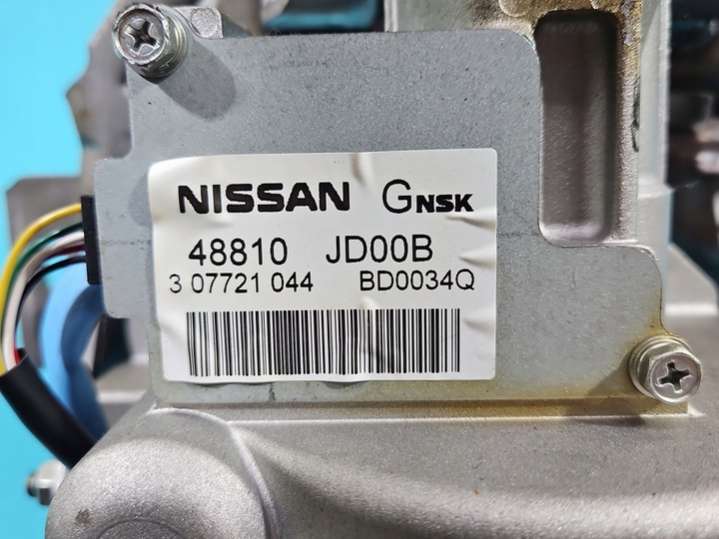 NISSAN GNSK
48810 JD00B
3 07721 044 BD0034Q